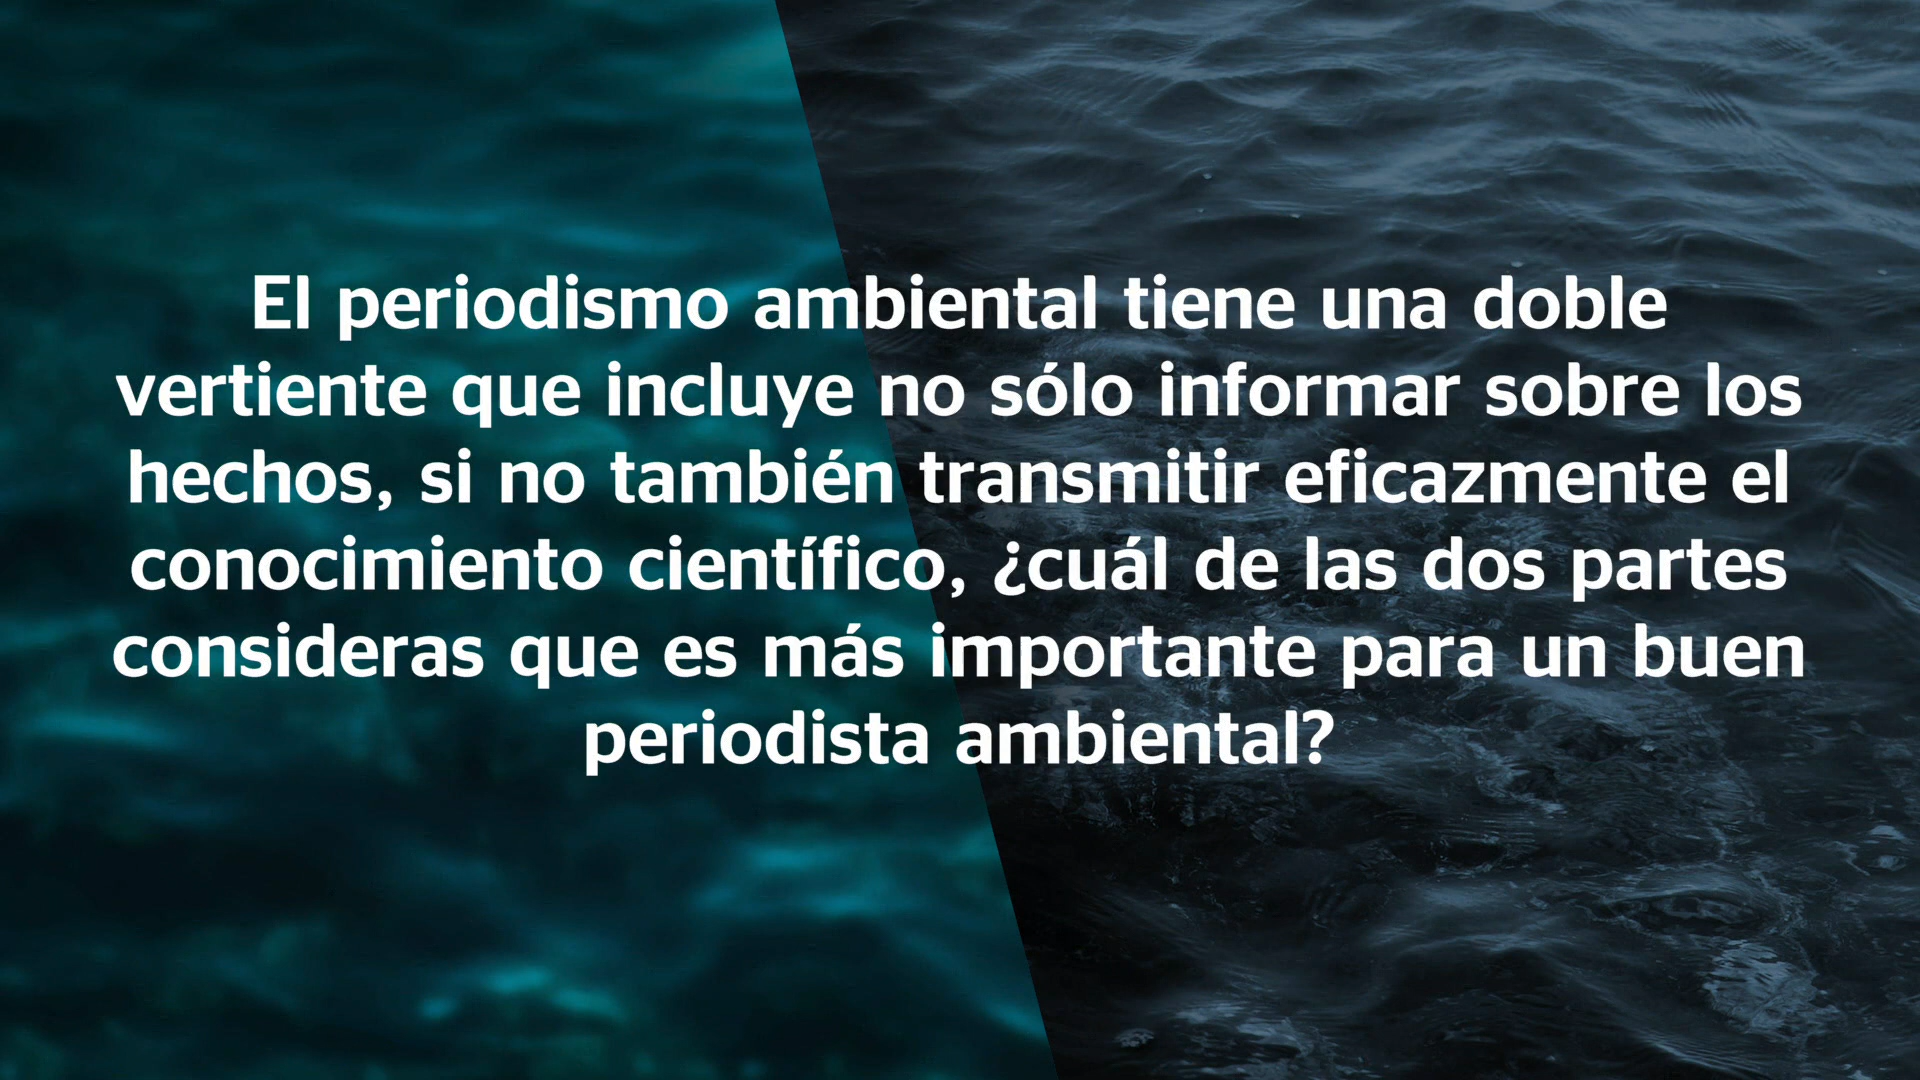 El periodismo ambiental tiene una doble
vertiente que incluye no sólo informar sobre los
hechos, si no también transmitir eficazmente el
conocimiento científico, ¿cuál de las dos partes
consideras que es más importante para un buen
periodista ambiental?